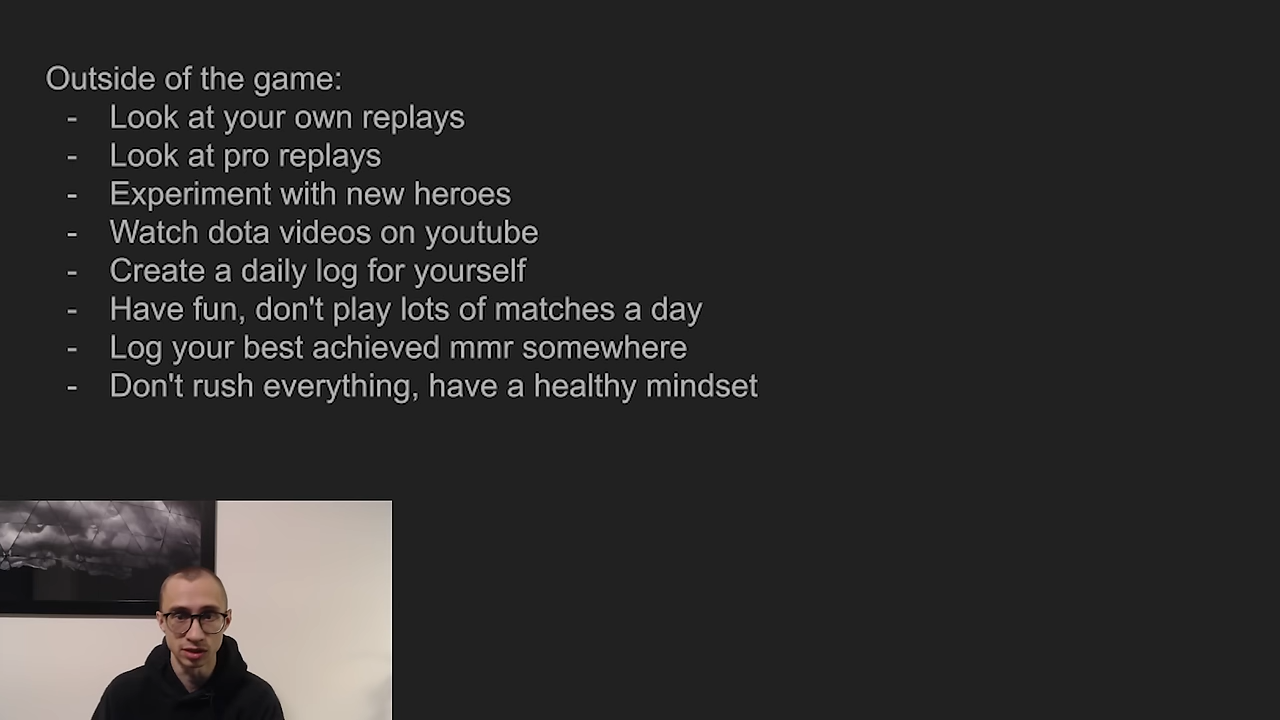 Outside of the game:
- Look at your own replays
- Look at pro replays
- Experiment with new heroes
- Watch dota videos on youtube
- Create a daily log for yourself
- Have fun, don't play lots of matches a day
- Log your best achieved mmr somewhere
- Don't rush everything, have a healthy mindset